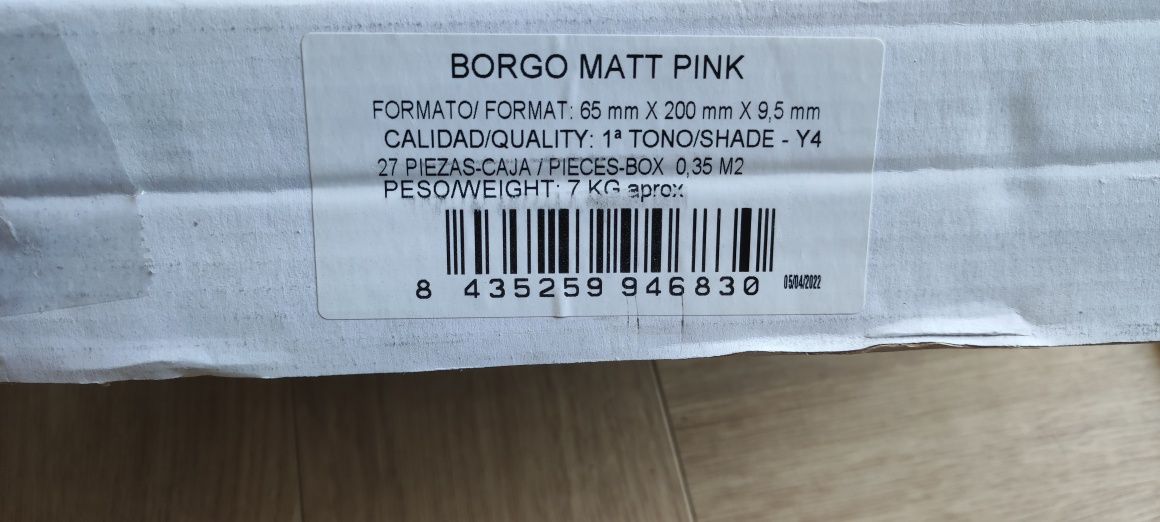 BORGO MATT PINK
FORMATO/ FORMAT: 65 mm X 200 mm X 9,5 mm
CALIDAD/QUALITY: 1ª TONO/SHADE - Y4
27 PIEZAS-CAJA / PIECES-BOX 0,35 M2
PESO/WEIGHT: 7 KG aprox
8 435259 946830 05/04/2022